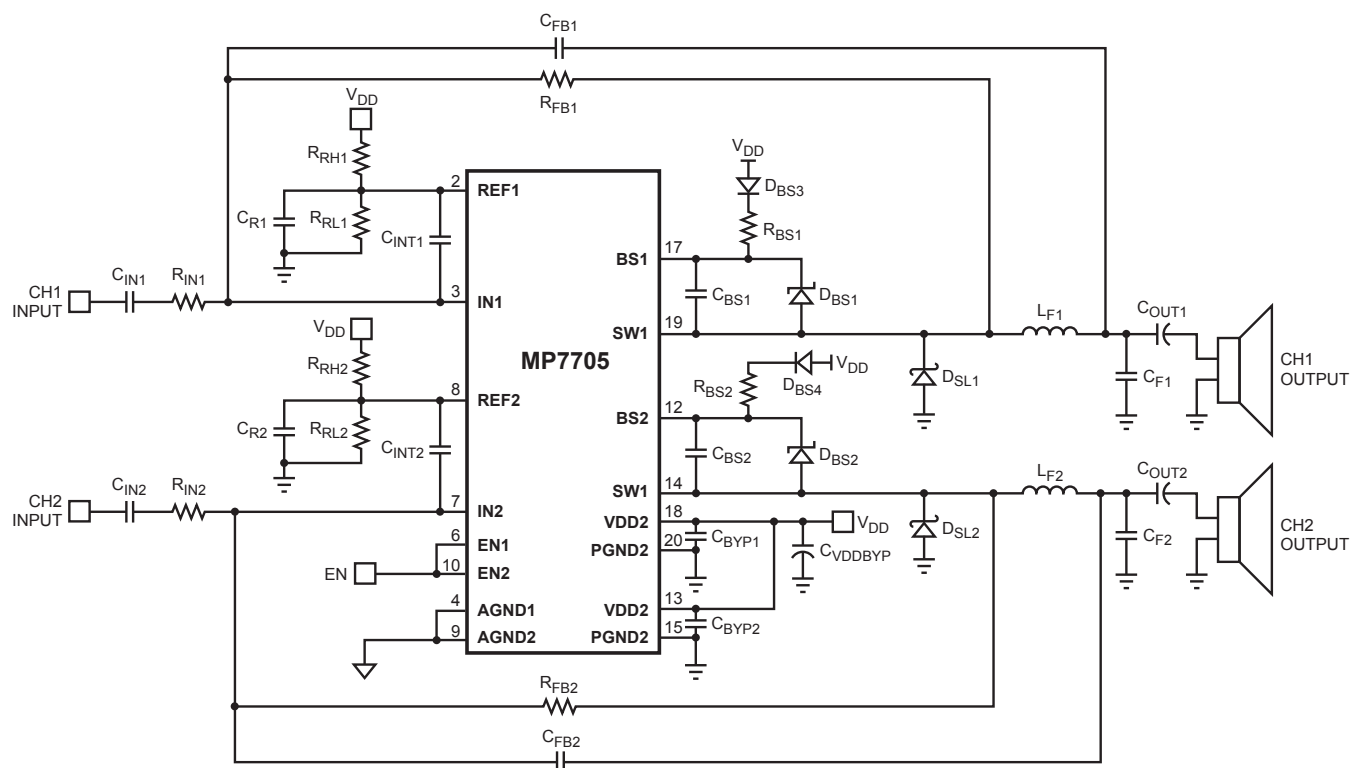 CFB1
RFB1
VDD
RRH1
2
REF1
CR1
RRL1
CINT1
CH1
INPUT
CIN1
RIN1
3
IN1
VDD
RRH2
8
REF2
CR2
RRL2
CINT2
CH2
INPUT
CIN2
RIN2
7
IN2
6
EN1
EN
10
EN2
4
AGND1
9
AGND2
MP7705
VDD
DBS3
RBS1
17
BS1
CBS1
DBS1
19
SW1
RBS2
DBS4
VDD
12
BS2
CBS2
DBS2
14
SW1
18
VDD2
VDD
CBYP1
20
PGND2
CVDDBYP
13
VDD2
CBYP2
15
PGND2
DSL1
LF1
COUT1
CF1
CH1
OUTPUT
DSL2
LF2
COUT2
CF2
CH2
OUTPUT
RFB2
CFB2